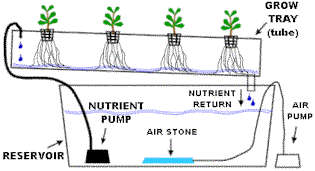 GROW
TRAY
(tube)
NUTRIENT
RETURN
NUTRIENT
PUMP
AIR
PUMP
AIR STONE
RESERVOIR